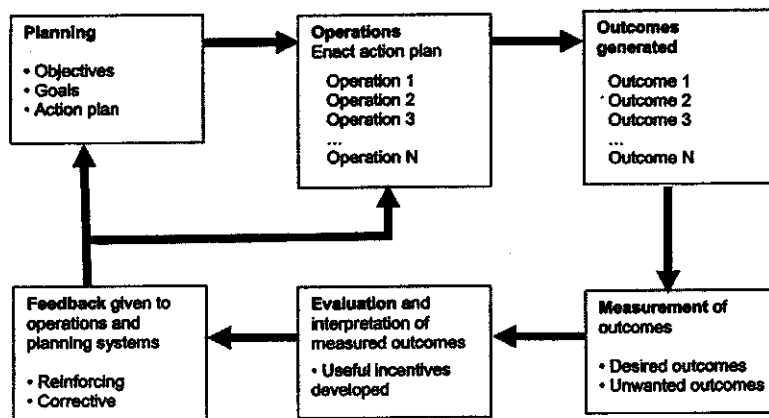 Planning
• Objectives
• Goals
• Action plan
Operations
Enact action plan
Operation 1
Operation 2
Operation 3
...
Operation N
Outcomes
generated
Outcome 1
Outcome 2
Outcome 3
...
Outcome N
Feedback given to
operations and
planning systems
• Reinforcing
• Corrective
Evaluation and
interpretation of
measured outcomes
• Useful incentives
developed
Measurement of
outcomes
• Desired outcomes
• Unwanted outcomes